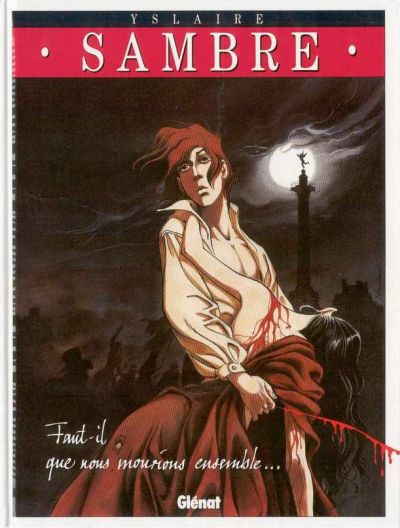 YSLAIRE
• SAMBRE •
Faut-il
que nous mourions ensemble...
Glénat